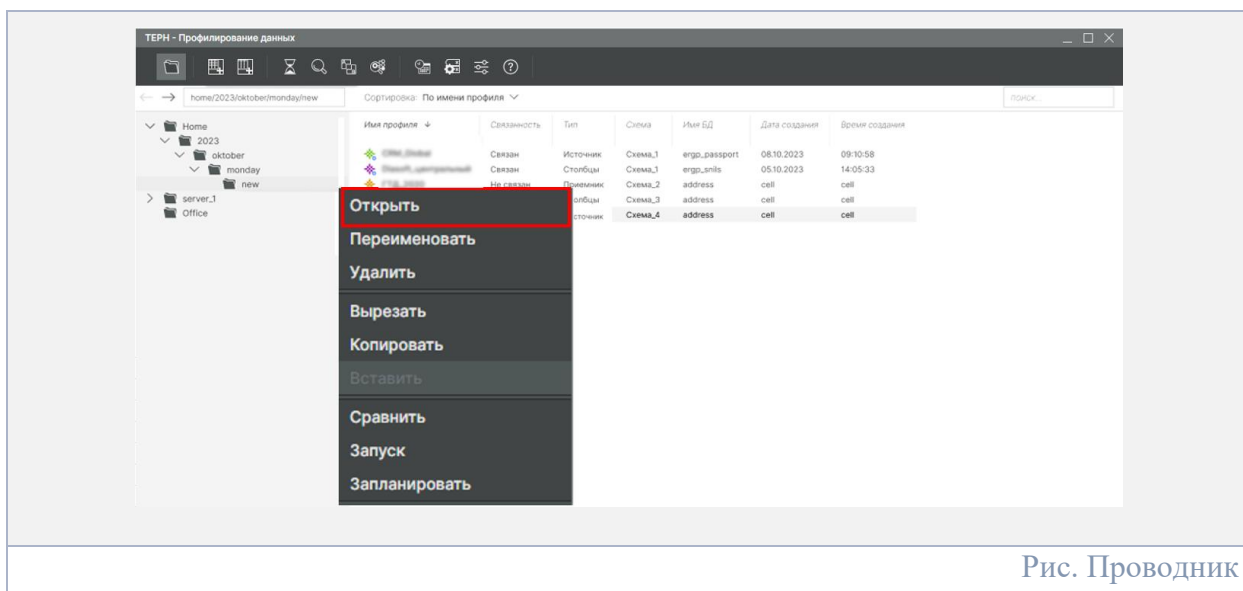 ТЕРН - Профилирование данных
home/2023/oktober/monday/new Сортировка: По имени профиля поиск...
Home
2023
oktober
monday
new
server_1
Office
Имя профиля Связанность Тип Схема Имя БД Дата создания Время создания
Связан Источник Схема_1 ergp_passport 08.10.2023 09:10:58
Связан Столбцы Схема_1 ergp_snils 05.10.2023 14:05:33
Не связан Приемник Схема_2 address cell cell
Схема_3 address cell cell
Схема_4 address cell cell
Открыть
Переименовать
Удалить
Вырезать
Копировать
Вставить
Сравнить
Запуск
Запланировать
Рис. Проводник